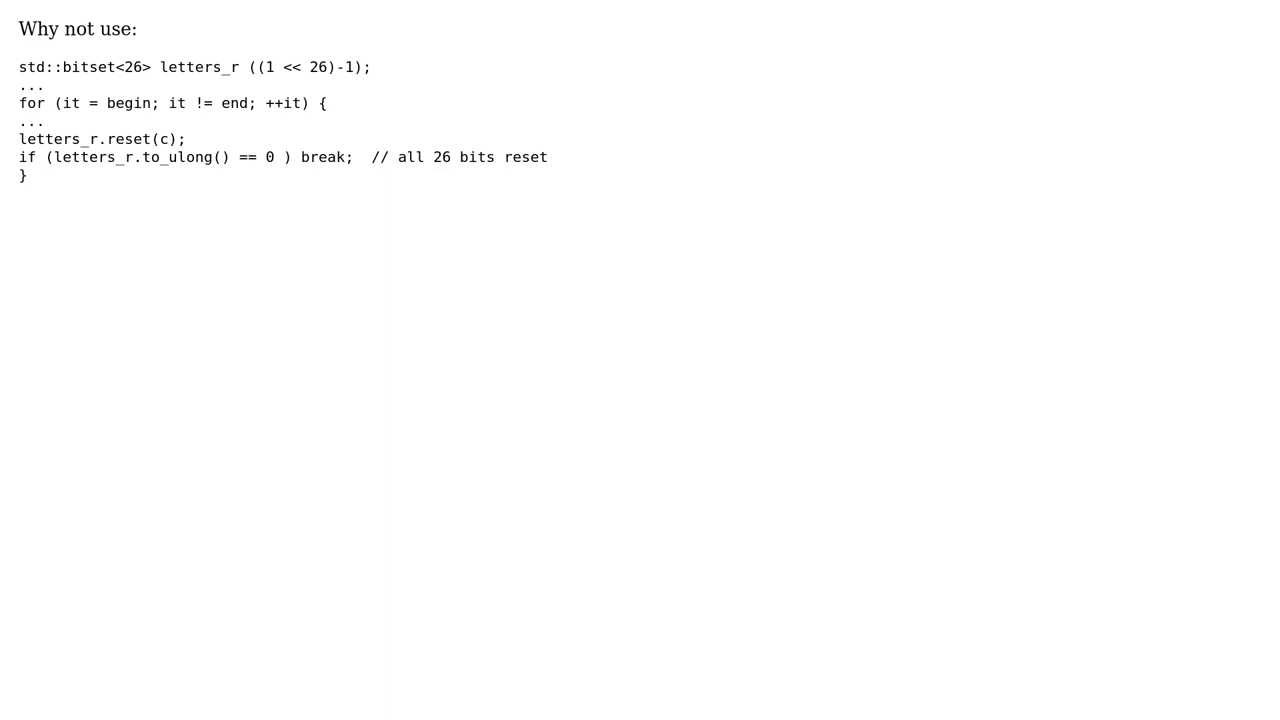 Why not use:
std::bitset<26> letters_r ((1 << 26)-1);
...
for (it = begin; it != end; ++it) {
...
letters_r.reset(c);
if (letters_r.to_ulong() == 0 ) break;  // all 26 bits reset
}